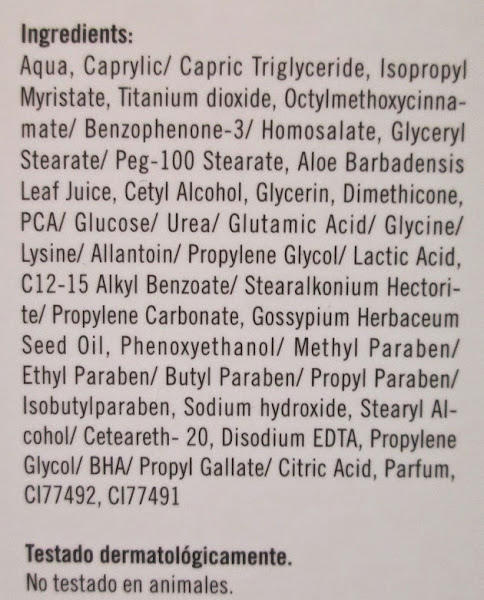 Ingredients:
Aqua, Caprylic/ Capric Triglyceride, Isopropyl
Myristate, Titanium dioxide, Octylmethoxycinna-
mate/ Benzophenone-3/ Homosalate, Glyceryl
Stearate/ Peg-100 Stearate, Aloe Barbadensis
Leaf Juice, Cetyl Alcohol, Glycerin, Dimethicone,
PCA/ Glucose/ Urea/ Glutamic Acid/ Glycine/
Lysine/ Allantoin/ Propylene Glycol/ Lactic Acid,
C12-15 Alkyl Benzoate/ Stearalkonium Hectori-
te/ Propylene Carbonate, Gossypium Herbaceum
Seed Oil, Phenoxyethanol/ Methyl Paraben/
Ethyl Paraben/ Butyl Paraben/ Propyl Paraben/
Isobutylparaben, Sodium hydroxide, Stearyl Al-
cohol/ Ceteareth- 20, Disodium EDTA, Propylene
Glycol/ BHA/ Propyl Gallate/ Citric Acid, Parfum,
CI77492, CI77491
Testado dermatológicamente.
No testado en animales.